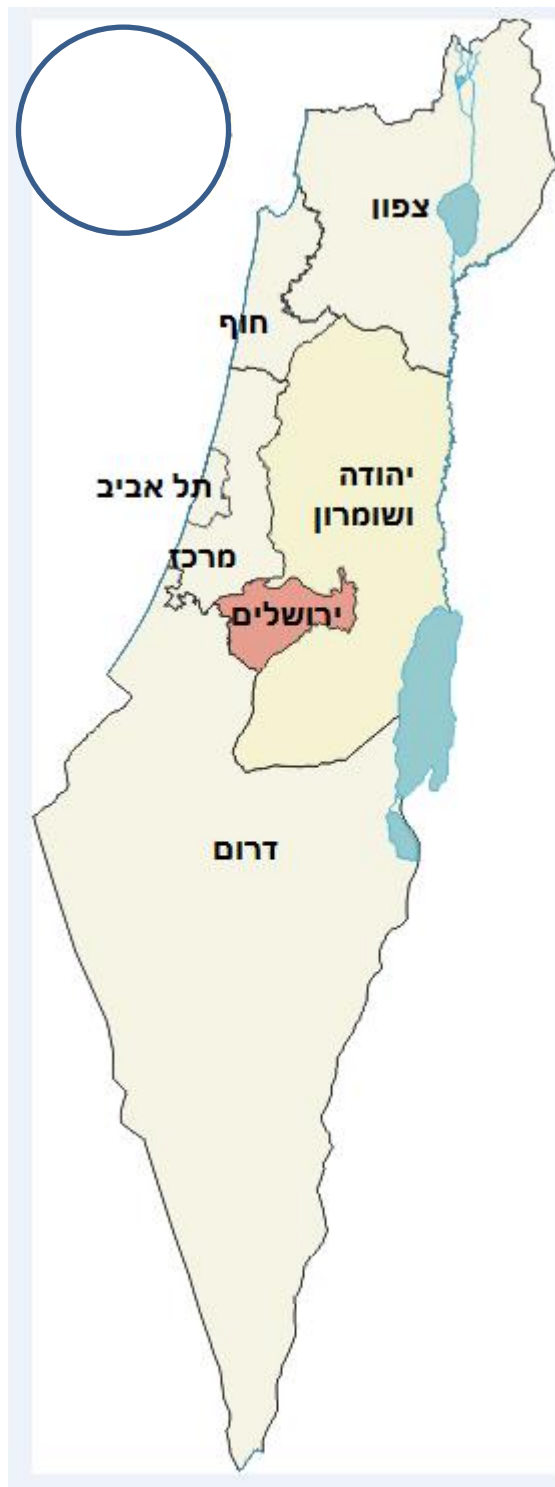 צפון
חוף
יהודה
ושומרון
תל אביב
מרכז
ירושלים
דרום